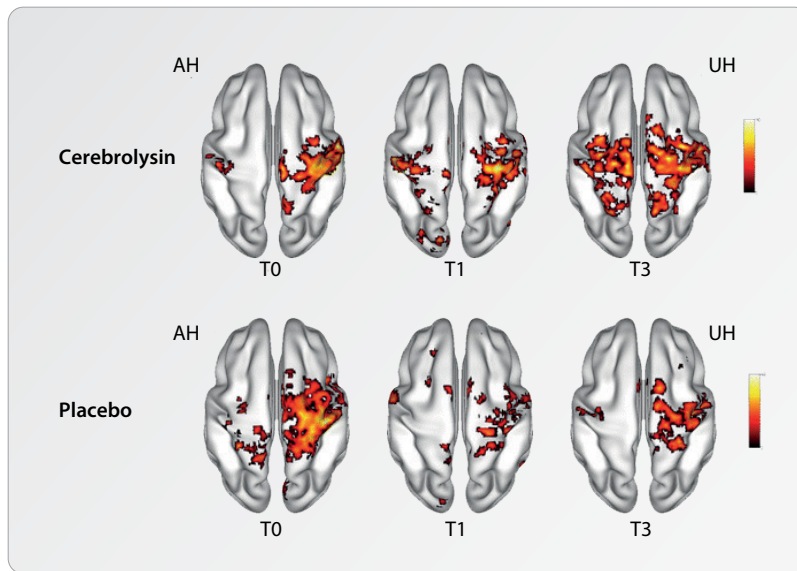 AH UH
Cerebrolysin
T0 T1 T3
AH UH
Placebo
T0 T1 T3